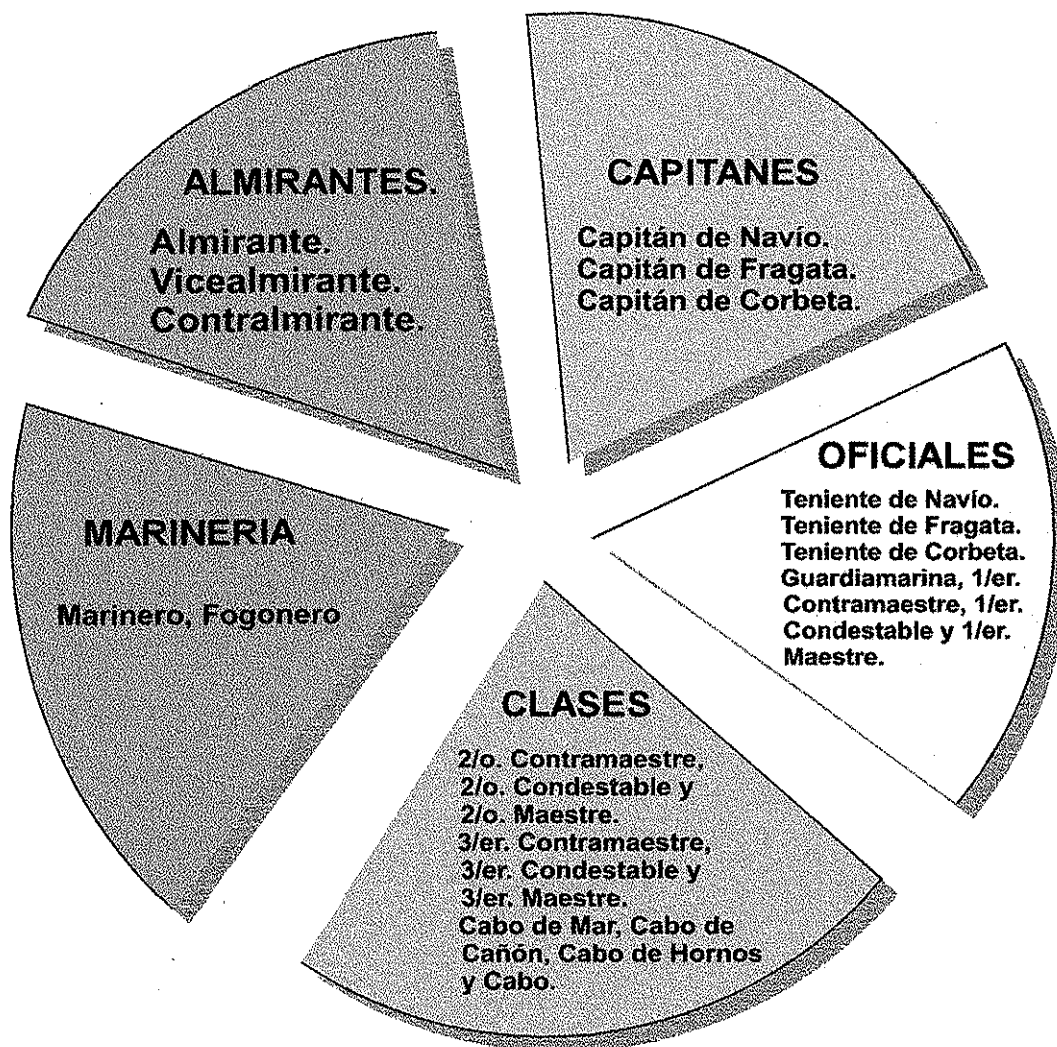 ALMIRANTES.
Almirante.
Vicealmirante.
Contralmirante.
CAPITANES
Capitán de Navío.
Capitán de Fragata.
Capitán de Corbeta.
OFICIALES
Teniente de Navío.
Teniente de Fragata.
Teniente de Corbeta.
Guardiamarina, 1/er.
Contramaestre, 1/er.
Condestable y 1/er.
Maestre.
CLASES
2/o. Contramaestre,
2/o. Condestable y
2/o. Maestre.
3/er. Contramaestre,
3/er. Condestable y
3/er. Maestre.
Cabo de Mar, Cabo de
Cañón, Cabo de Hornos
y Cabo.
MARINERIA
Marinero, Fogonero